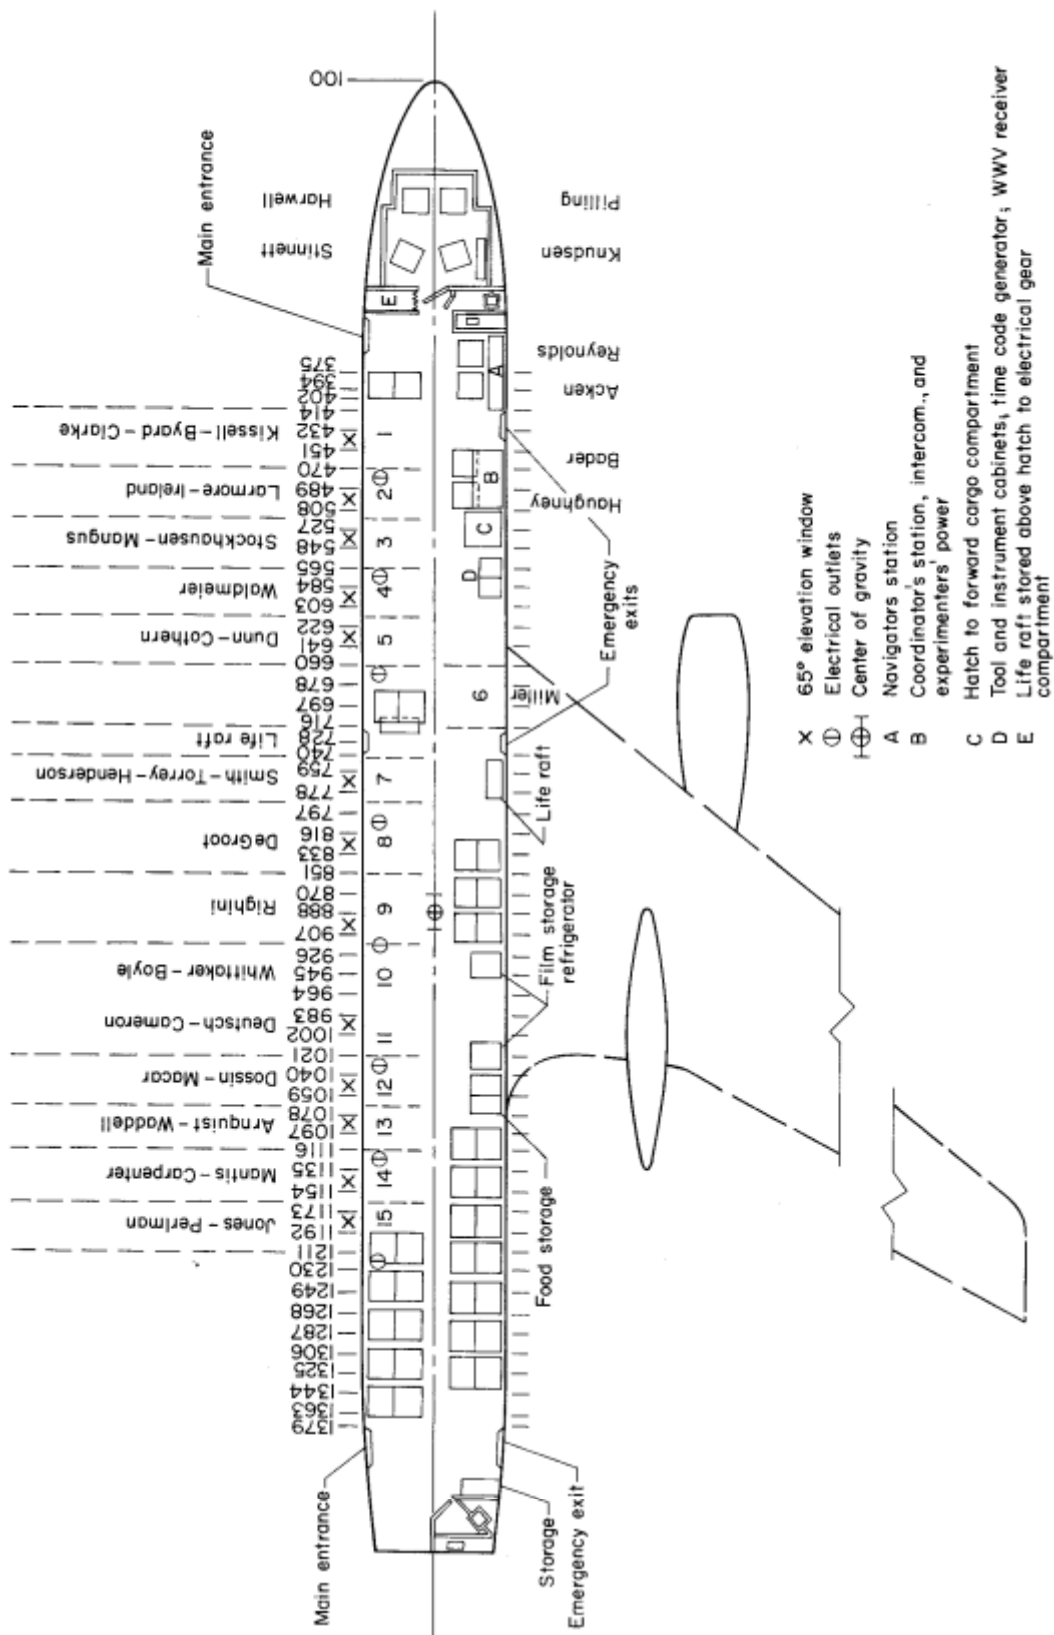 100
Main entrance
Harwell
Stinnett
Pilling
Knudsen
E
Reynolds
A
Acken
Bader
B
Haughney
C
D
375
394
402
414
432
451
470
489
508
527
548
565
584
603
622
641
660
678
697
716
728
740
759
778
797
816
833
851
870
888
907
926
945
964
983
1002
1021
1040
1059
1078
1097
1116
1135
1154
1173
1192
1211
1230
1249
1268
1287
1306
1325
1344
1363
1379
Kissell-Byard-Clarke
Larmore-Ireland
Stockhausen-Mangus
Waldmeier
Dunn-Cothern
Life raft
Smith-Torrey-Henderson
DeGroot
Righini
Whittaker-Boyle
Deutsch-Cameron
Dossin-Macar
Arnquist-Waddell
Mantis-Carpenter
Jones-Perlman
1
2
3
4
5
6
Miller
7
8
9
10
11
12
13
14
15
Emergency
exits
Life raft
Film storage
refrigerator
Food storage
Main entrance
Storage
Emergency exit
X 65° elevation window
Electrical outlets
Center of gravity
A Navigators station
B Coordinator's station, intercom., and
experimenters' power
C Hatch to forward cargo compartment
D Tool and instrument cabinets, time code generator, WWV receiver
E Life raft stored above hatch to electrical gear
compartment